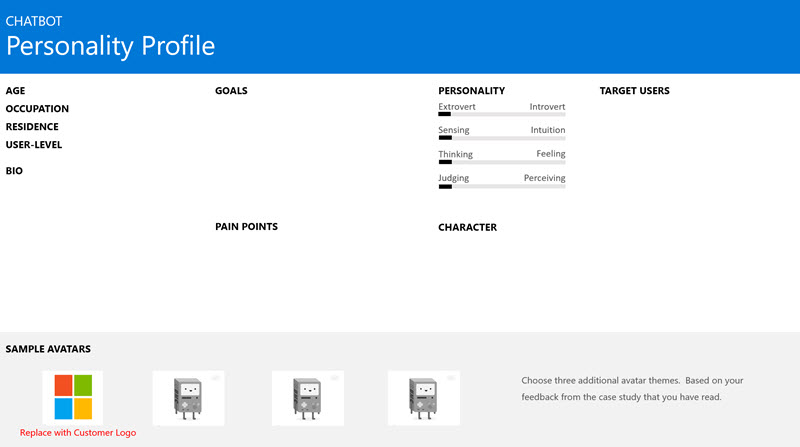 CHATBOT
Personality Profile
AGE
OCCUPATION
RESIDENCE
USER-LEVEL
BIO
GOALS
PAIN POINTS
PERSONALITY
Extrovert Introvert
Sensing Intuition
Thinking Feeling
Judging Perceiving
CHARACTER
TARGET USERS
SAMPLE AVATARS
Replace with Customer Logo
Choose three additional avatar themes. Based on your
feedback from the case study that you have read.